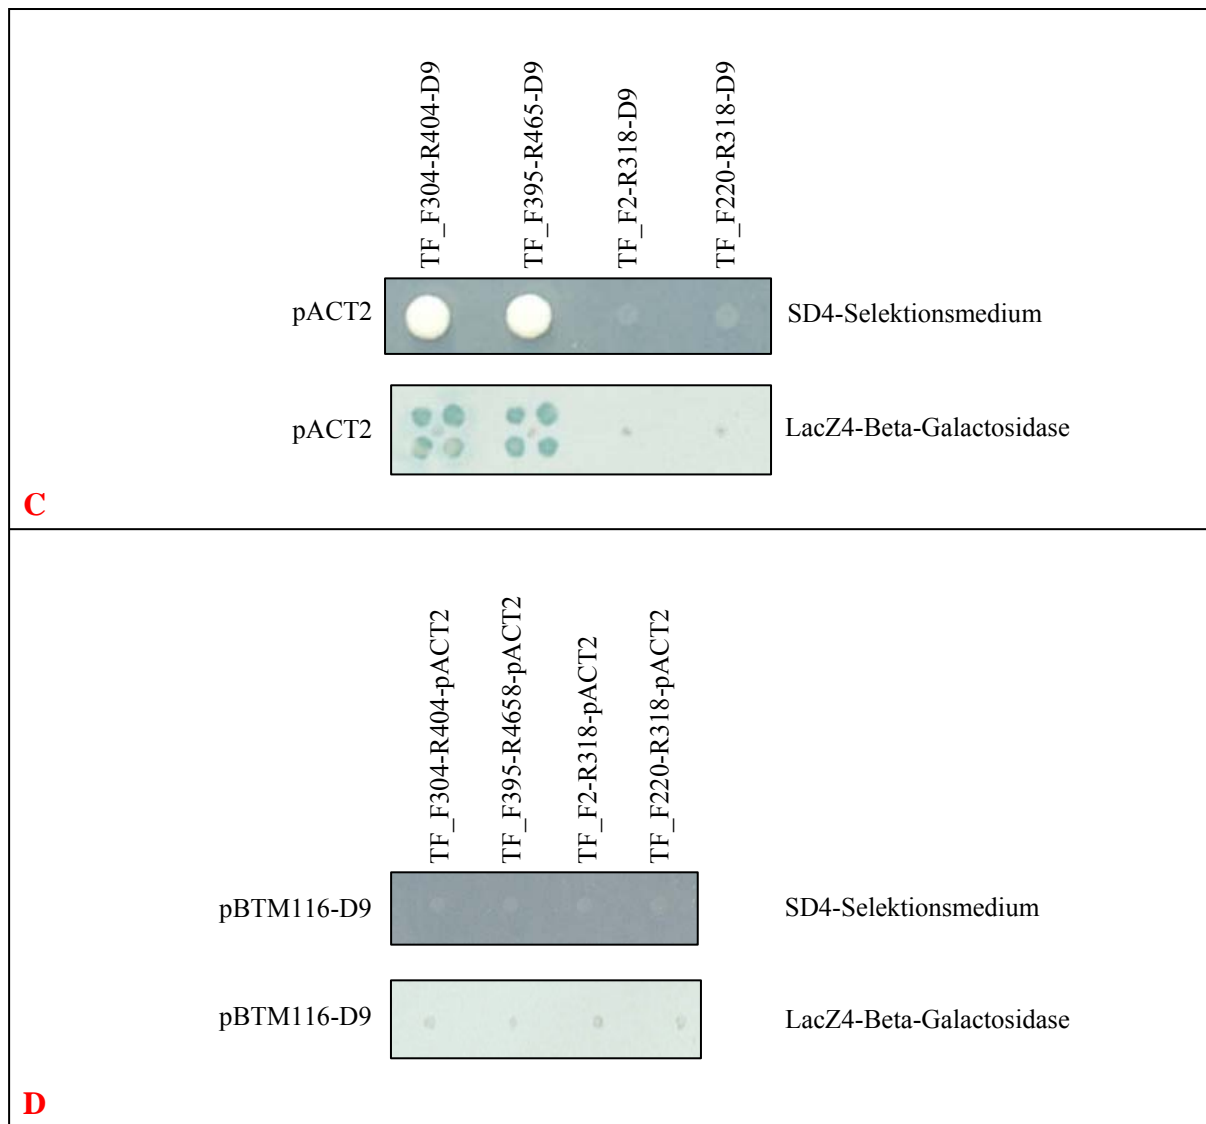 TF_F304-R404-D9
TF_F395-R465-D9
TF_F2-R318-D9
TF_F220-R318-D9
pACT2
SD4-Selektionsmedium
pACT2
LacZ4-Beta-Galactosidase
C
TF_F304-R404-pACT2
TF_F395-R4658-pACT2
TF_F2-R318-pACT2
TF_F220-R318-pACT2
pBTM116-D9
SD4-Selektionsmedium
pBTM116-D9
LacZ4-Beta-Galactosidase
D